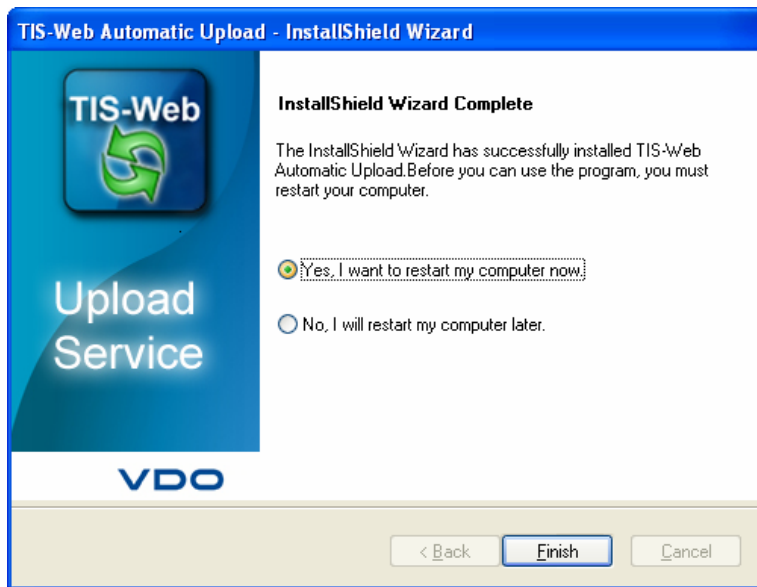 TIS-Web Automatic Upload - InstallShield Wizard
TIS-Web
InstallShield Wizard Complete
The InstallShield Wizard has successfully installed TIS-Web
Automatic Upload.Before you can use the program, you must
restart your computer.
Yes, I want to restart my computer now.
No, I will restart my computer later.
Upload
Service
VDO
< Back
Finish
Cancel